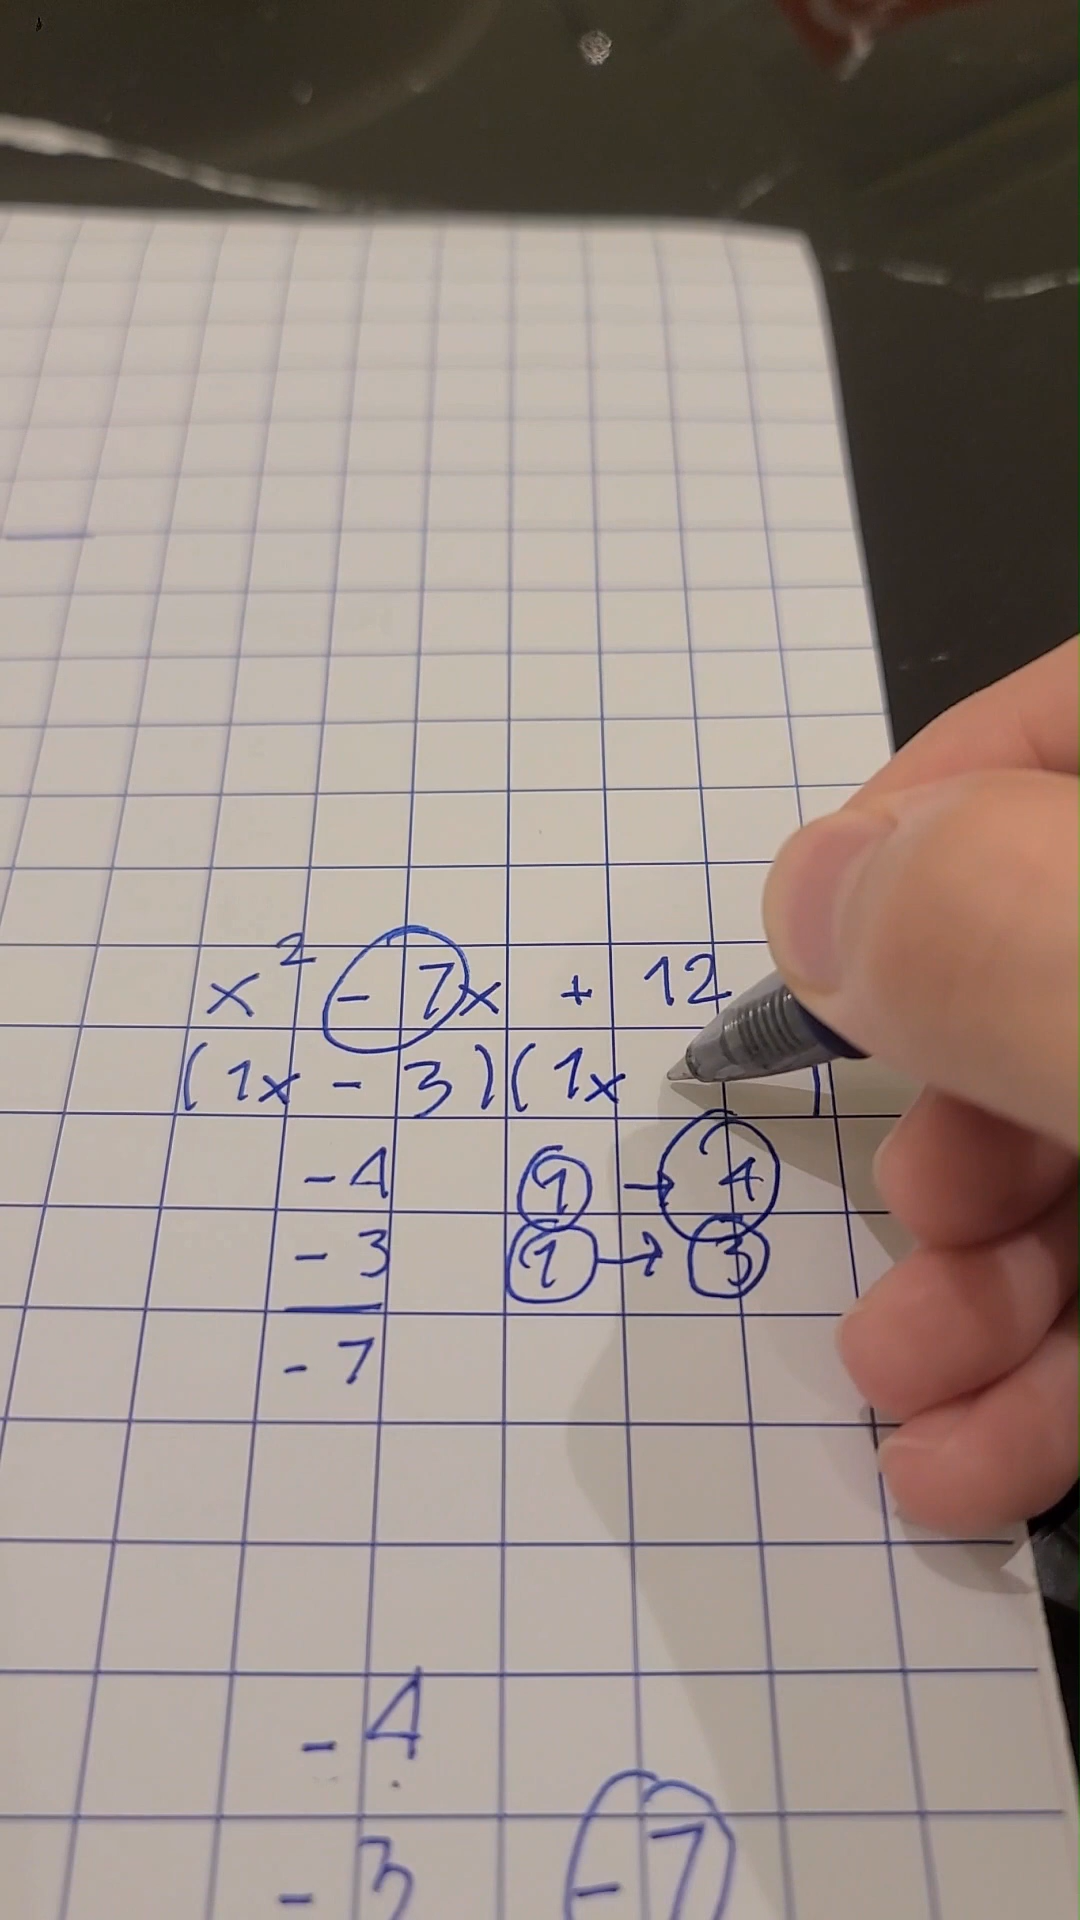 x² - 7x + 12
(1x - 3)(1x )
-4 1 → 4
-3 1 → 3
-7
-4
-3 -7